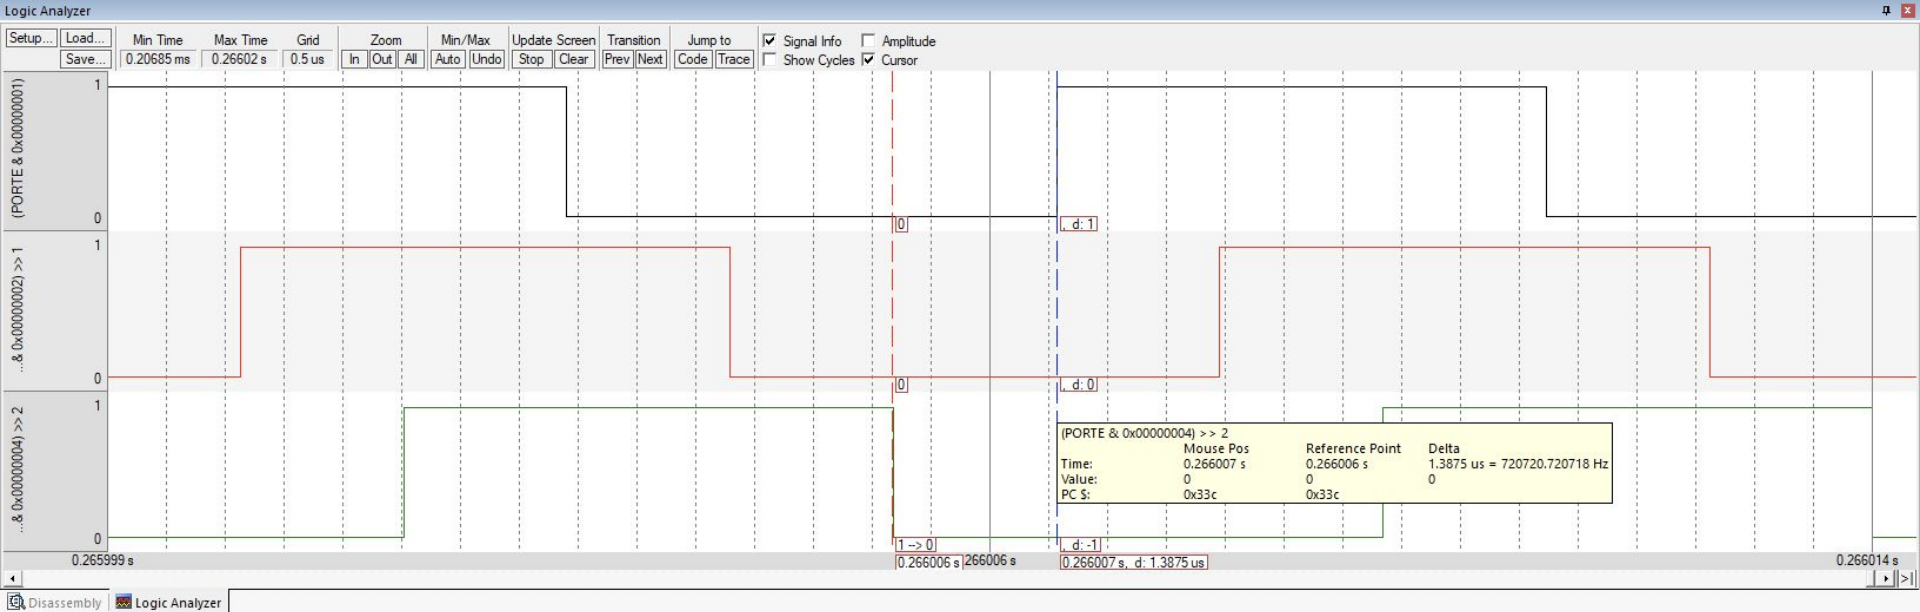 Logic Analyzer
Setup... Load... Min Time Max Time Grid Zoom Min/Max Update Screen Transition Jump to Signal Info Amplitude
Save... 0.20685 ms 0.26602 s 0.5 us In Out All Auto Undo Stop Clear Prev Next Code Trace Show Cycles Cursor
(PORTE & 0x00000001)
1
0
0
, d: 1
...& 0x00000002) >> 1
1
0
0
, d: 0
...& 0x00000004) >> 2
1
0
(PORTE & 0x00000004) >> 2
Mouse Pos Reference Point Delta
Time: 0.266007 s 0.266006 s 1.3875 us = 720720.720718 Hz
Value: 0 0 0
PC $: 0x33c 0x33c
1 --> 0
, d: -1
0.265999 s 0.266006 s 266006 s 0.266007 s, d: 1.3875 us 0.266014 s
Disassembly Logic Analyzer